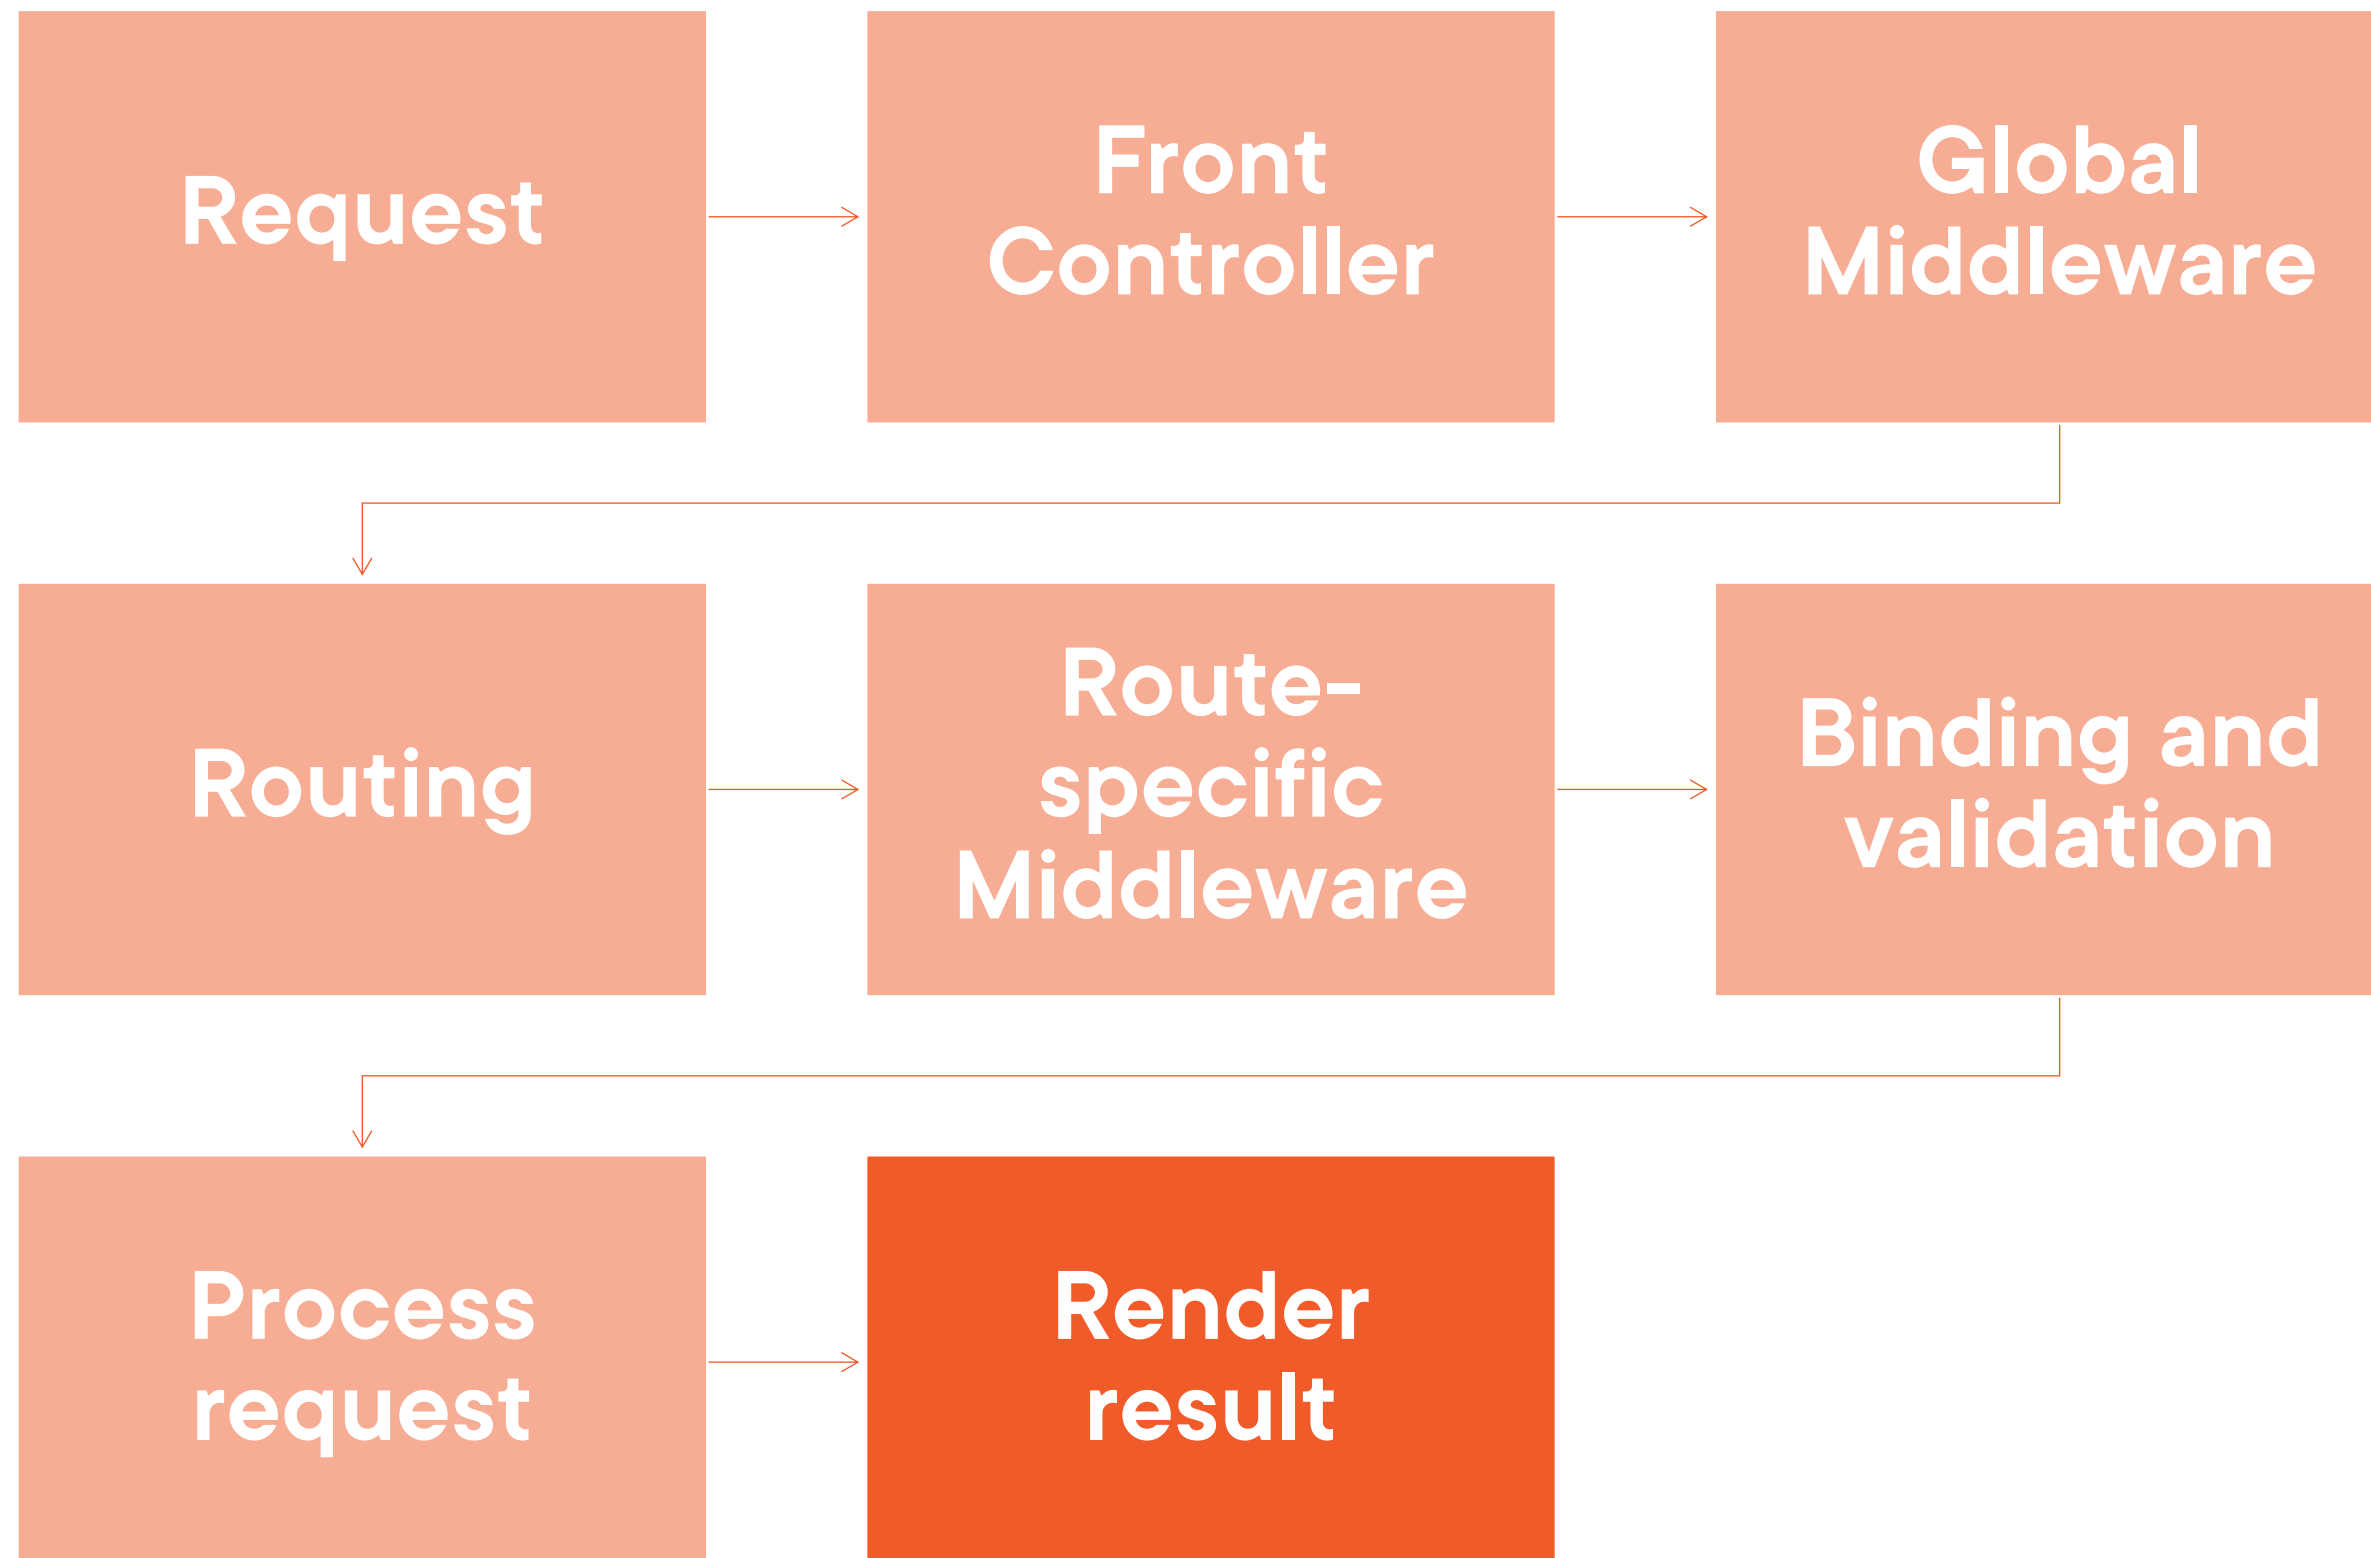 Request
Front
Controller
Global
Middleware
Routing
Route-
specific
Middleware
Binding and
validation
Process
request
Render
result